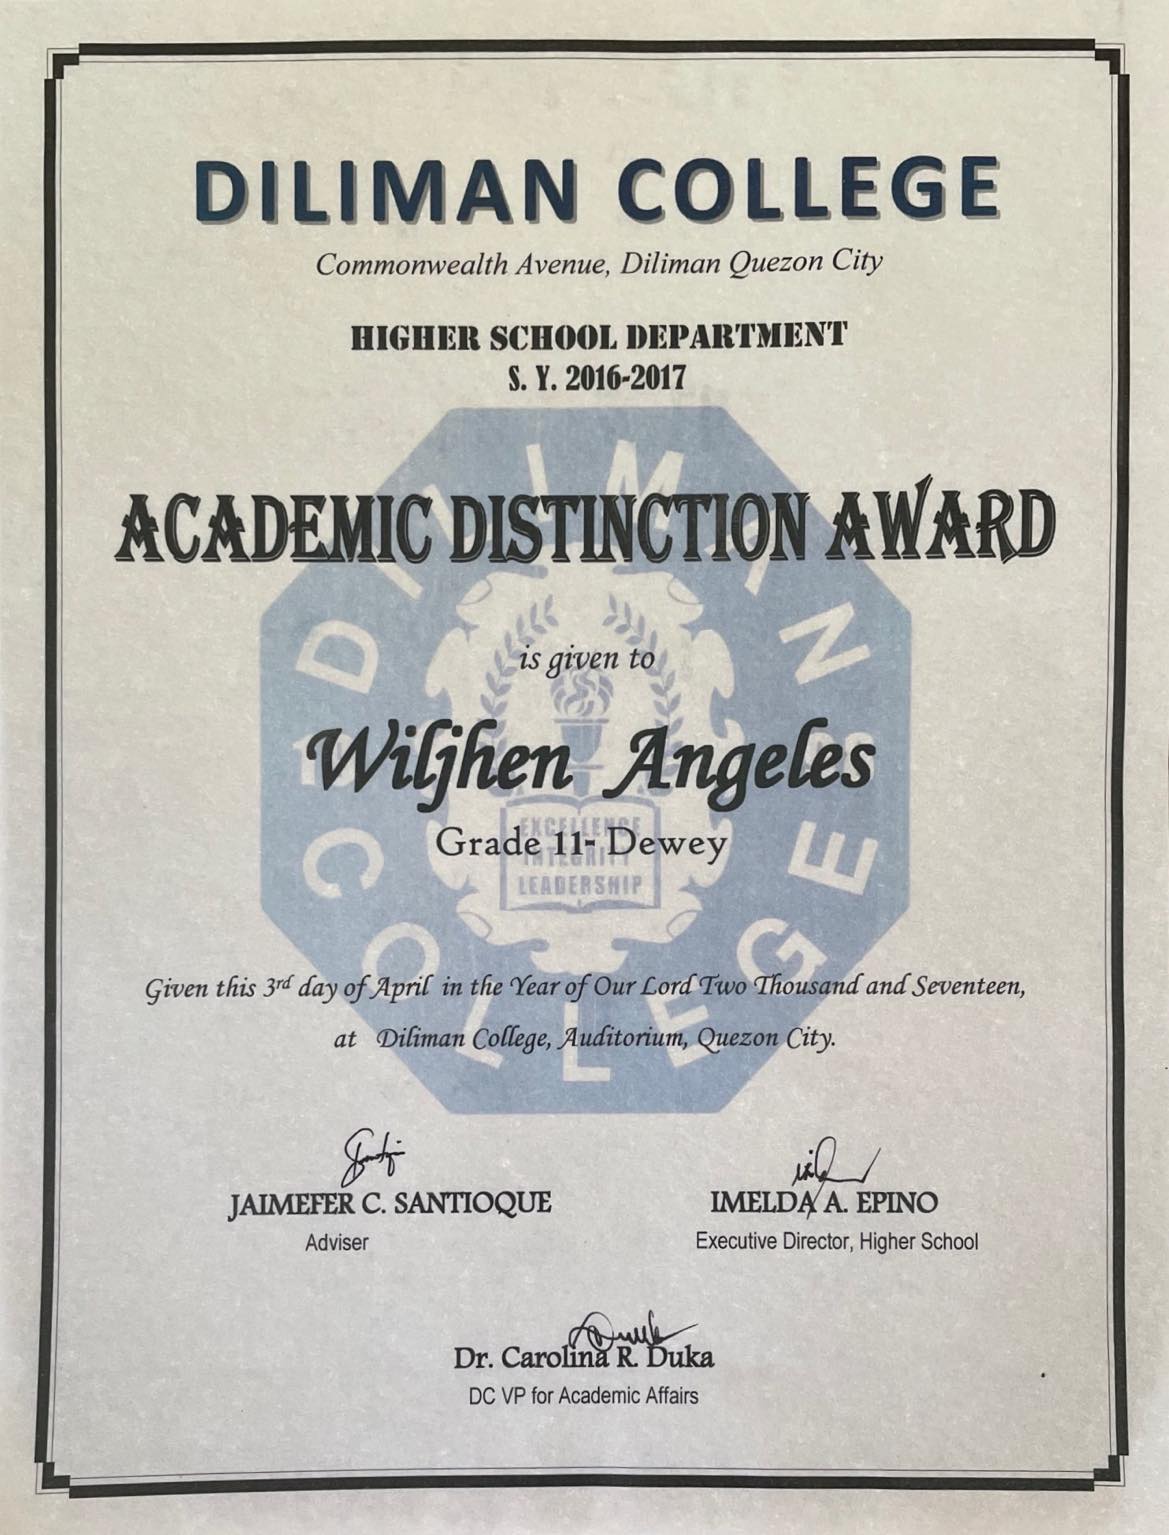 DILIMAN COLLEGE
Commonwealth Avenue, Diliman Quezon City
HIGHER SCHOOL DEPARTMENT
S. Y. 2016-2017
ACADEMIC DISTINCTION AWARD
is given to
Wiljhen Angeles
Grade 11- Dewey
DILIMAN COLLEGES
EXCELLENCE
INTEGRITY
LEADERSHIP
Given this 3rd day of April in the Year of Our Lord Two Thousand and Seventeen,
at Diliman College, Auditorium, Quezon City.
JAIMEFER C. SANTIOQUE
Adviser
IMELDA A. EPINO
Executive Director, Higher School
Dr. Carolina R. Duka
DC VP for Academic Affairs